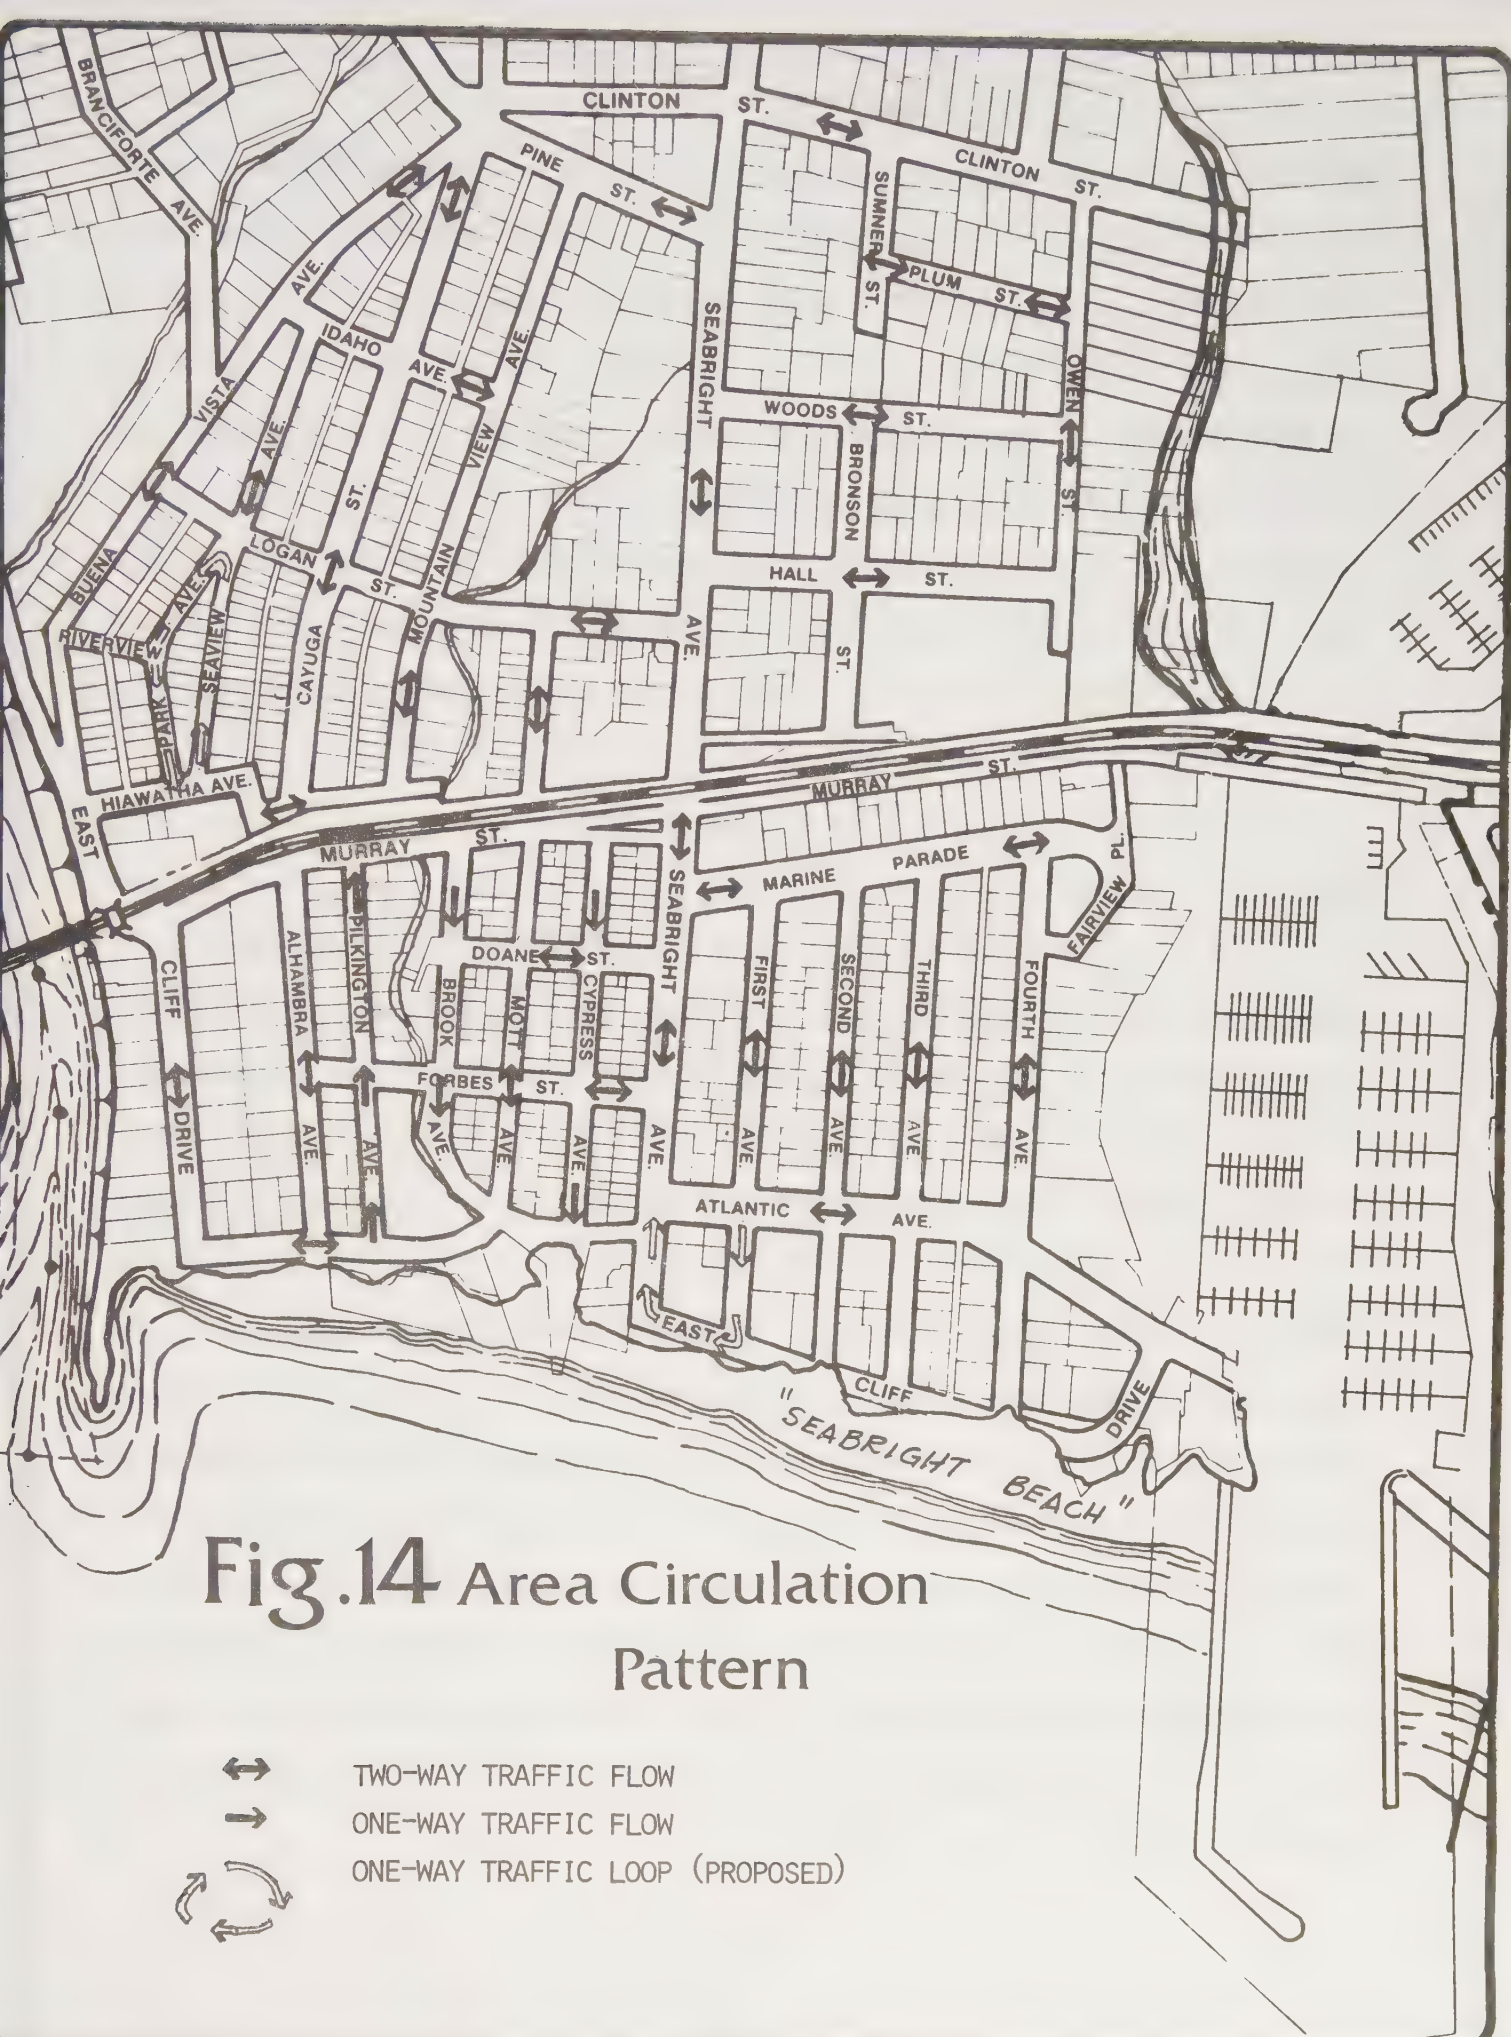 BRANCIFORTE AVE.
CLINTON ST.
CLINTON ST.
PINE ST.
SUMNER ST.
PLUM ST.
AVE.
IDAHO AVE.
AVE.
SEABRIGHT
OWEN
ST.
VISTA
AVE.
WOODS ST.
BRONSON
ST.
VIEW
ST.
LOGAN ST.
BUENA
MOUNTAIN
HALL ST.
AVE.
RIVERVIEW
AVE.
SEAVIEW
CAYUGA
AVE.
ST.
PARK
HIAWATHA AVE.
EAST
MURRAY ST.
MURRAY ST.
MARINE PARADE
FAIRVIEW PL.
SEABRIGHT
CLIFF
DRIVE
ALHAMBRA
AVE.
PILKINGTON
AVE.
DOANE ST.
BROOK
AVE.
MOTT
AVE.
CYPRESS
AVE.
AVE.
FIRST
AVE.
SECOND
AVE.
THIRD
AVE.
FOURTH
AVE.
FORBES ST.
ATLANTIC AVE.
EAST
CLIFF
DRIVE
"SEABRIGHT BEACH"
Fig.14 Area Circulation
Pattern
TWO-WAY TRAFFIC FLOW
ONE-WAY TRAFFIC FLOW
ONE-WAY TRAFFIC LOOP (PROPOSED)